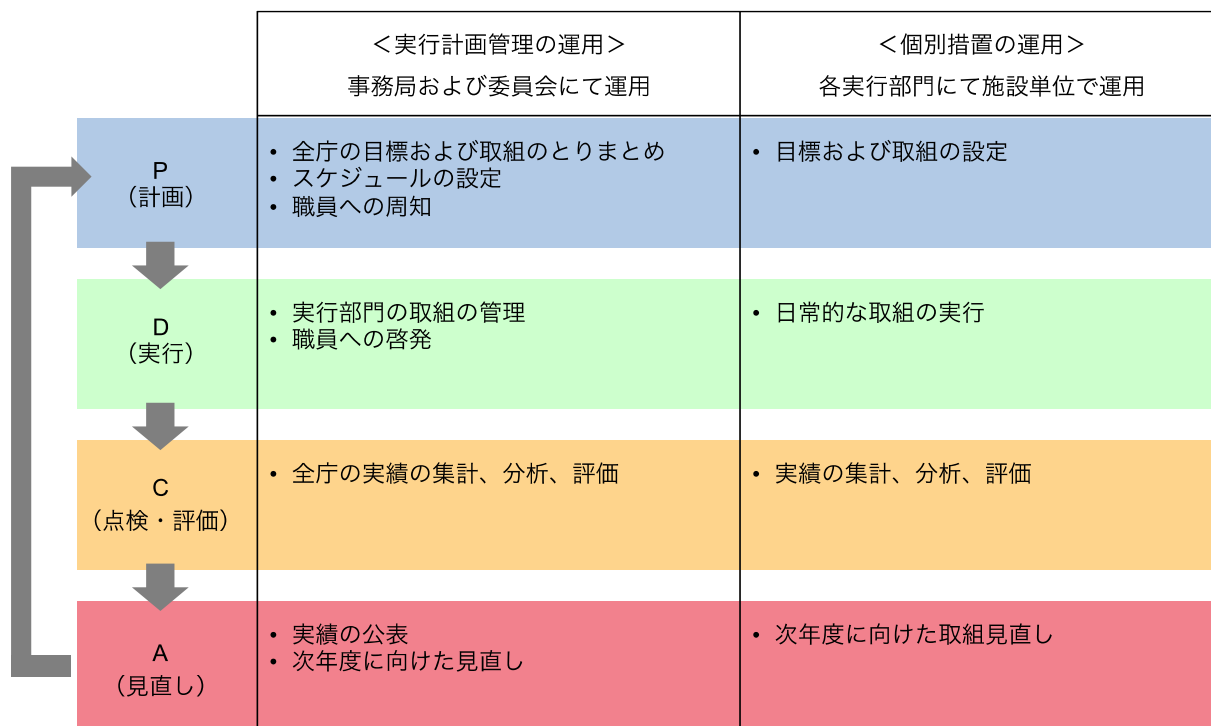 ＜実行計画管理の運用＞
事務局および委員会にて運用
＜個別措置の運用＞
各実行部門にて施設単位で運用
P
（計画）
• 全庁の目標および取組のとりまとめ
• スケジュールの設定
• 職員への周知
• 目標および取組の設定
D
（実行）
• 実行部門の取組の管理
• 職員への啓発
• 日常的な取組の実行
C
（点検・評価）
• 全庁の実績の集計、分析、評価
• 実績の集計、分析、評価
A
（見直し）
• 実績の公表
• 次年度に向けた見直し
• 次年度に向けた取組見直し